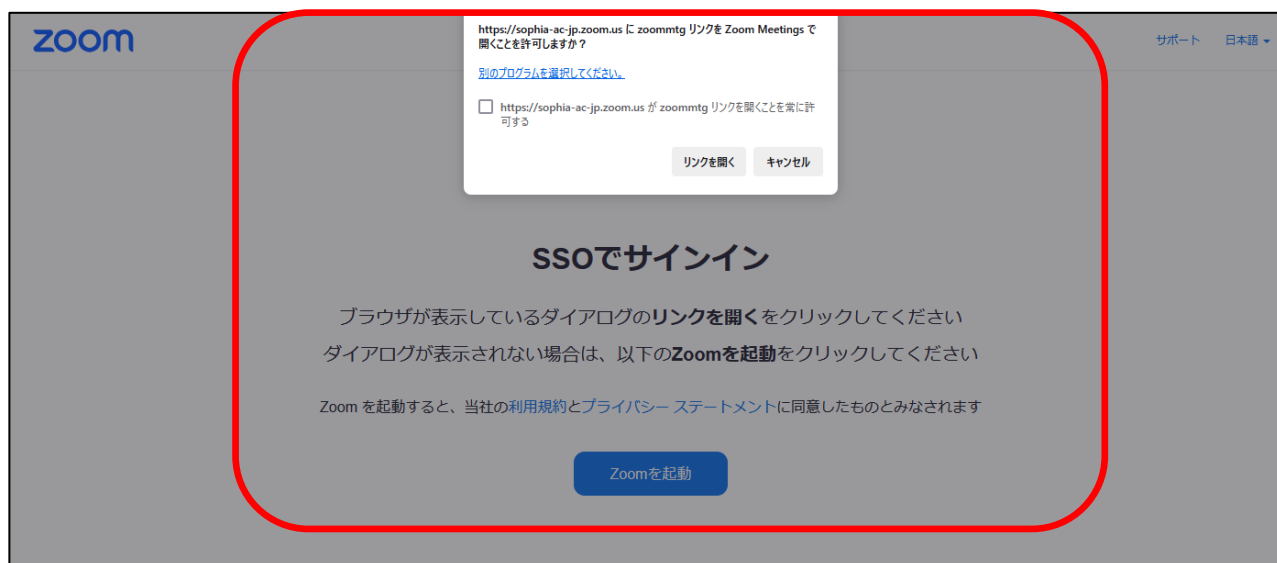 zoom
https://sophia-ac-jp.zoom.us に zoommtg リンクを Zoom Meetings で
開くことを許可しますか？
サポート 日本語
別のプログラムを選択してください。
https://sophia-ac-jp.zoom.us が zoommtg リンクを開くことを常に許
可する
リンクを開く キャンセル
SSOでサインイン
ブラウザが表示しているダイアログのリンクを開くをクリックしてください
ダイアログが表示されない場合は、以下のZoomを起動をクリックしてください
Zoom を起動すると、当社の利用規約とプライバシー ステートメントに同意したものとみなされます
Zoomを起動